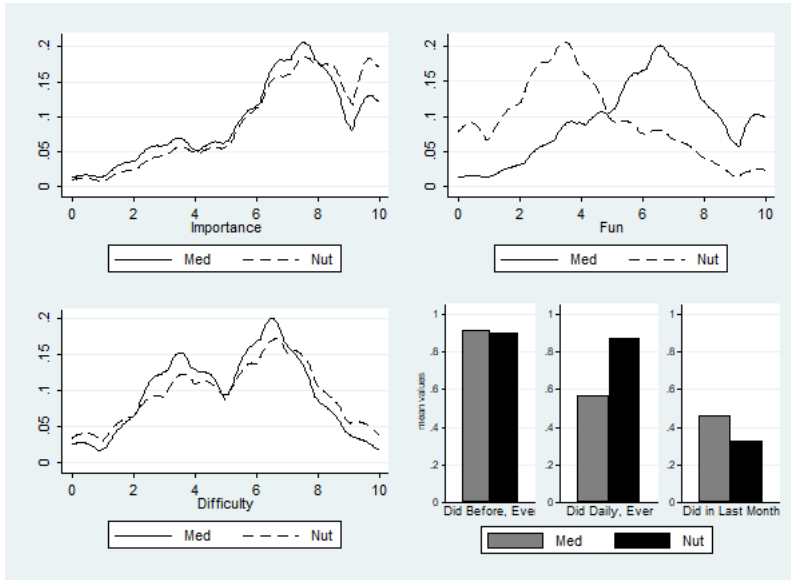 .2
.15
.1
.05
0
0 2 4 6 8 10
Importance
Med Nut
.2
.15
.1
.05
0
0 2 4 6 8 10
Fun
Med Nut
.2
.15
.1
.05
0
0 2 4 6 8 10
Difficulty
Med Nut
mean values
1
.8
.6
.4
.2
0
Did Before, Ever
1
.8
.6
.4
.2
0
Did Daily, Ever
1
.8
.6
.4
.2
0
Did in Last Month
Med Nut